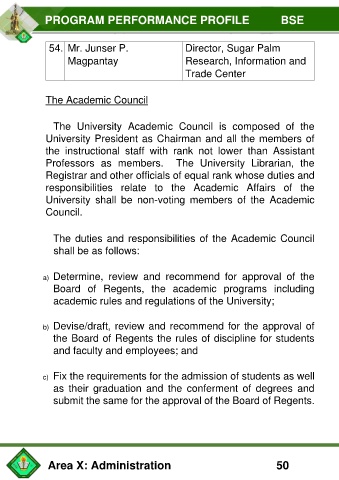 PROGRAM PERFORMANCE PROFILE BSE
54. Mr. Junser P. Director, Sugar Palm
Magpantay Research, Information and
Trade Center
The Academic Council
The University Academic Council is composed of the
University President as Chairman and all the members of
the instructional staff with rank not lower than Assistant
Professors as members. The University Librarian, the
Registrar and other officials of equal rank whose duties and
responsibilities relate to the Academic Affairs of the
University shall be non-voting members of the Academic
Council.
The duties and responsibilities of the Academic Council
shall be as follows:
a) Determine, review and recommend for approval of the
Board of Regents, the academic programs including
academic rules and regulations of the University;
b) Devise/draft, review and recommend for the approval of
the Board of Regents the rules of discipline for students
and faculty and employees; and
c) Fix the requirements for the admission of students as well
as their graduation and the conferment of degrees and
submit the same for the approval of the Board of Regents.
Area X: Administration 50